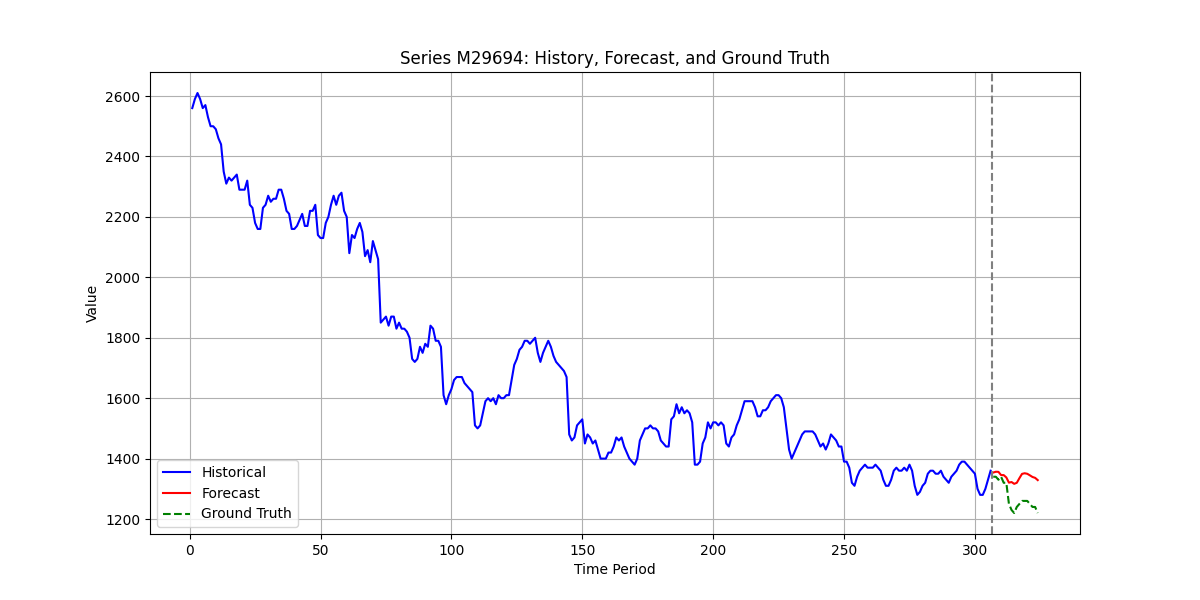 Series M29694: History, Forecast, and Ground Truth
2600
2400
2200
2000
1800
1600
1400
1200
Value
Historical
Forecast
Ground Truth
0 50 100 150 200 250 300
Time Period